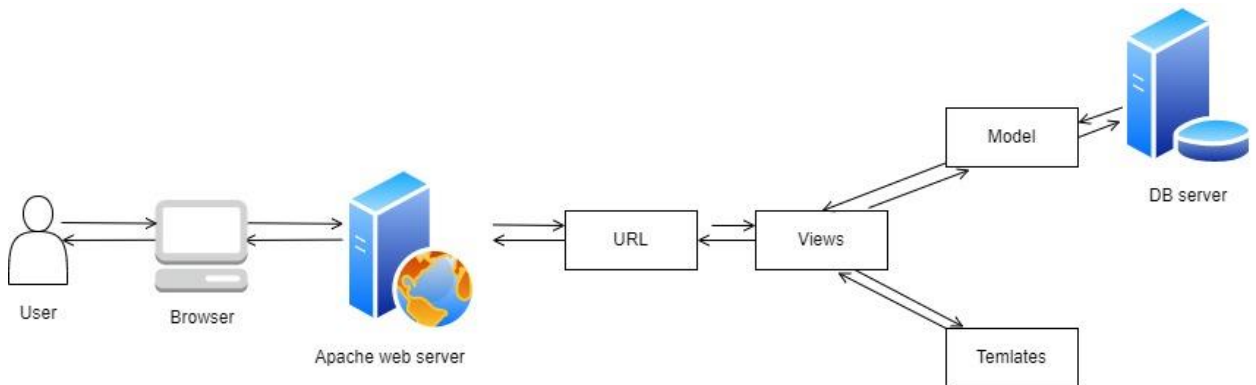 User
Browser
Apache web server
URL
Views
Model
DB server
Temlates